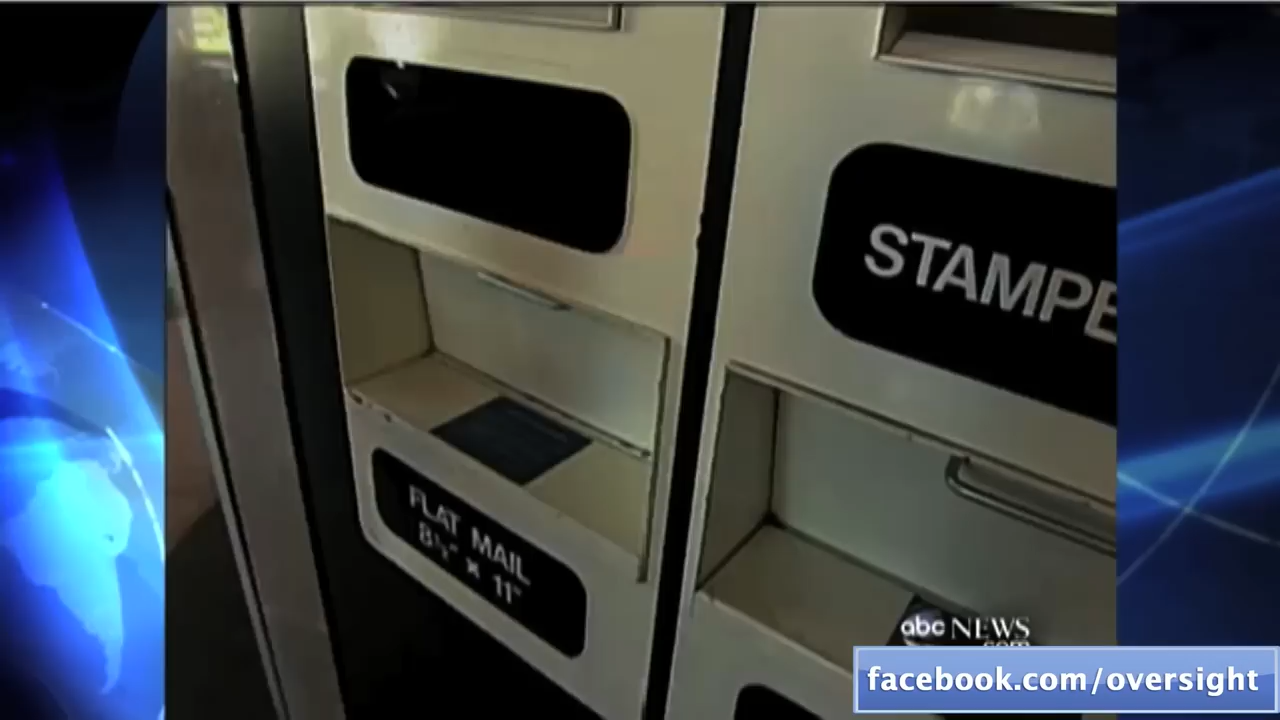 STAMPE
FLAT MAIL
8½" x 11"
abc NEWS
.com
facebook.com/oversight